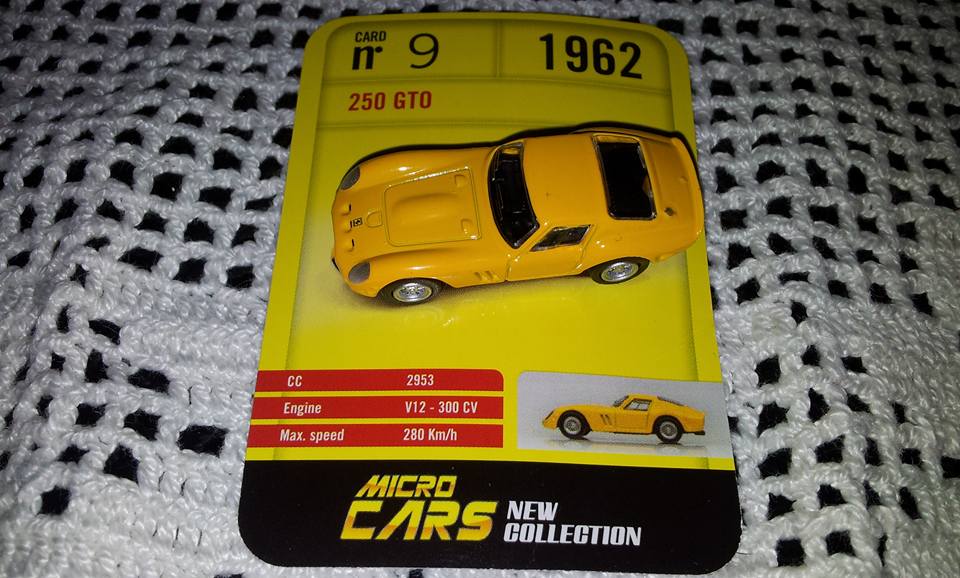 CARD
nr 9
1962
250 GTO
CC 2953
Engine V12 - 300 CV
Max. speed 280 Km/h
MICRO
CARS
NEW
COLLECTION